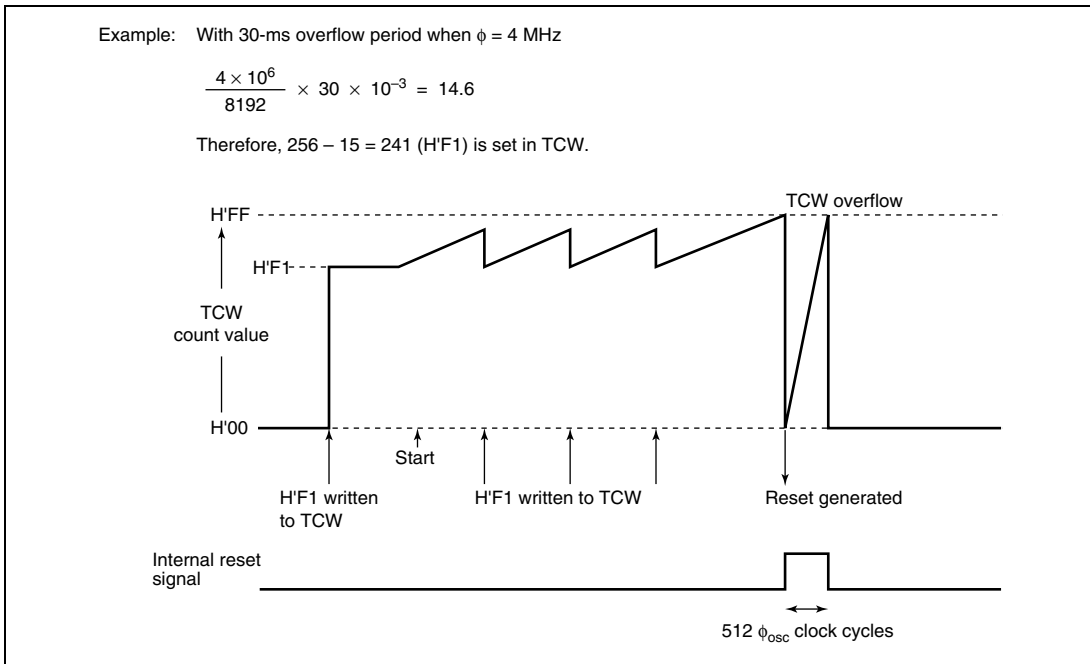 Example: With 30-ms overflow period when φ = 4 MHz
4 × 10⁶
8192
× 30 × 10⁻³ = 14.6
Therefore, 256 – 15 = 241 (H'F1) is set in TCW.
TCW overflow
H'FF
H'F1
TCW
count value
H'00
Start
H'F1 written
to TCW
H'F1 written to TCW
Reset generated
Internal reset
signal
512 φosc clock cycles